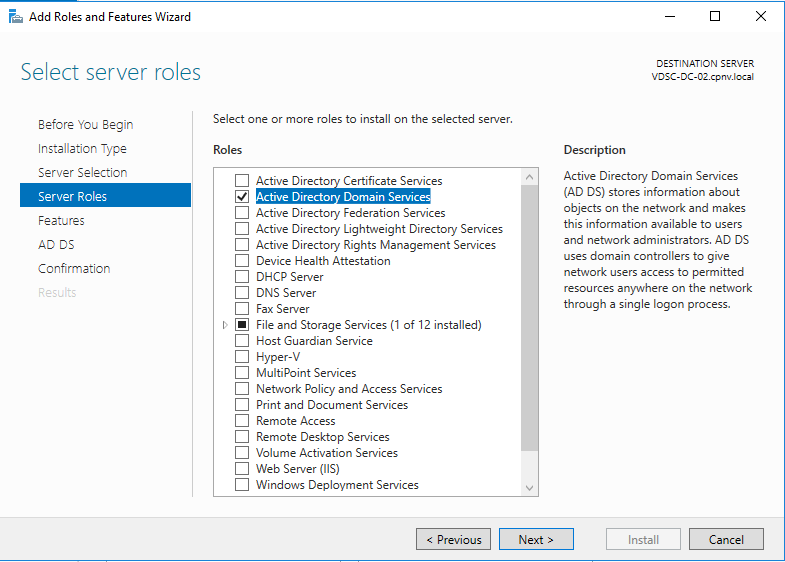 Add Roles and Features Wizard
Select server roles
DESTINATION SERVER
VDSC-DC-02.cpnv.local
Before You Begin
Installation Type
Server Selection
Server Roles
Features
AD DS
Confirmation
Results
Select one or more roles to install on the selected server.
Roles
Active Directory Certificate Services
Active Directory Domain Services
Active Directory Federation Services
Active Directory Lightweight Directory Services
Active Directory Rights Management Services
Device Health Attestation
DHCP Server
DNS Server
Fax Server
File and Storage Services (1 of 12 installed)
Host Guardian Service
Hyper-V
MultiPoint Services
Network Policy and Access Services
Print and Document Services
Remote Access
Remote Desktop Services
Volume Activation Services
Web Server (IIS)
Windows Deployment Services
Description
Active Directory Domain Services
(AD DS) stores information about
objects on the network and makes
this information available to users
and network administrators. AD DS
uses domain controllers to give
network users access to permitted
resources anywhere on the network
through a single logon process.
< Previous
Next >
Install
Cancel